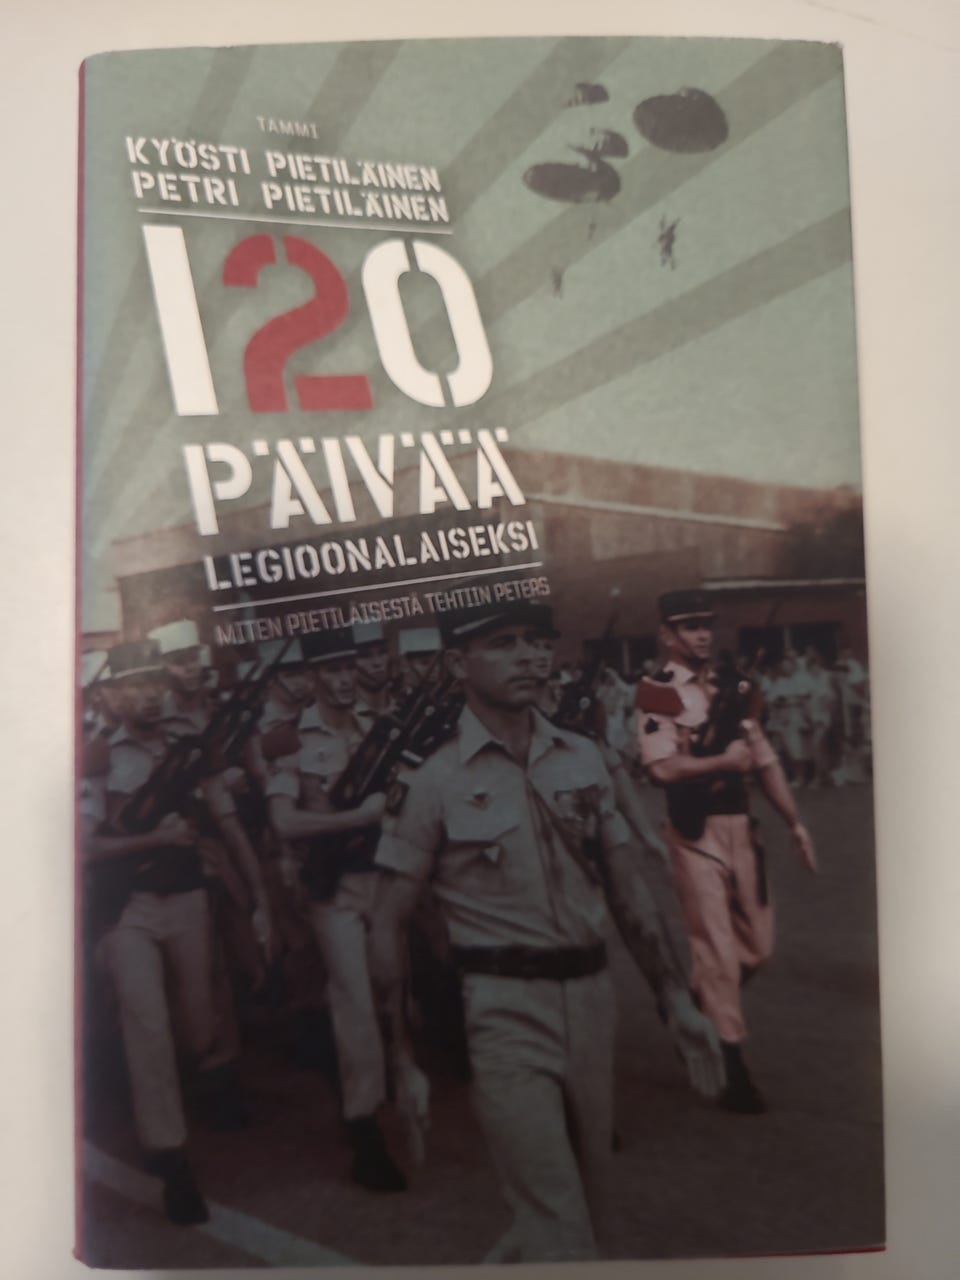 TAMMI
KYÖSTI PIETILÄINEN
PETRI PIETILÄINEN
120
PÄIVÄÄ
LEGIOONALAISEKSI
MITEN PIETILÄISESTÄ TEHTIIN PETERS